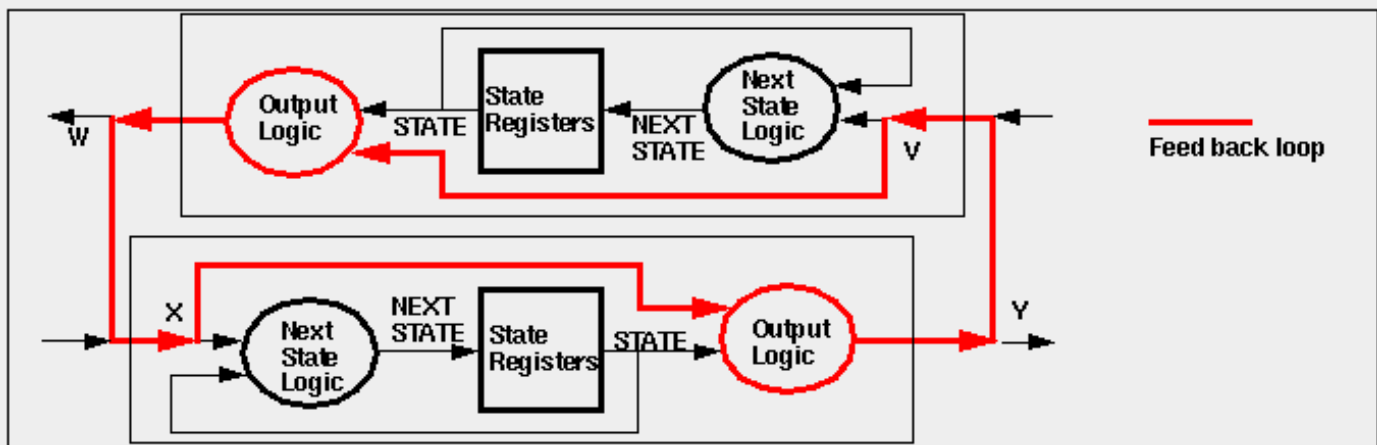 Output
Logic
State
Registers
Next
State
Logic
W
STATE
NEXT
STATE
V
Feed back loop
X
NEXT
STATE
Next
State
Logic
State
Registers
STATE
Output
Logic
Y